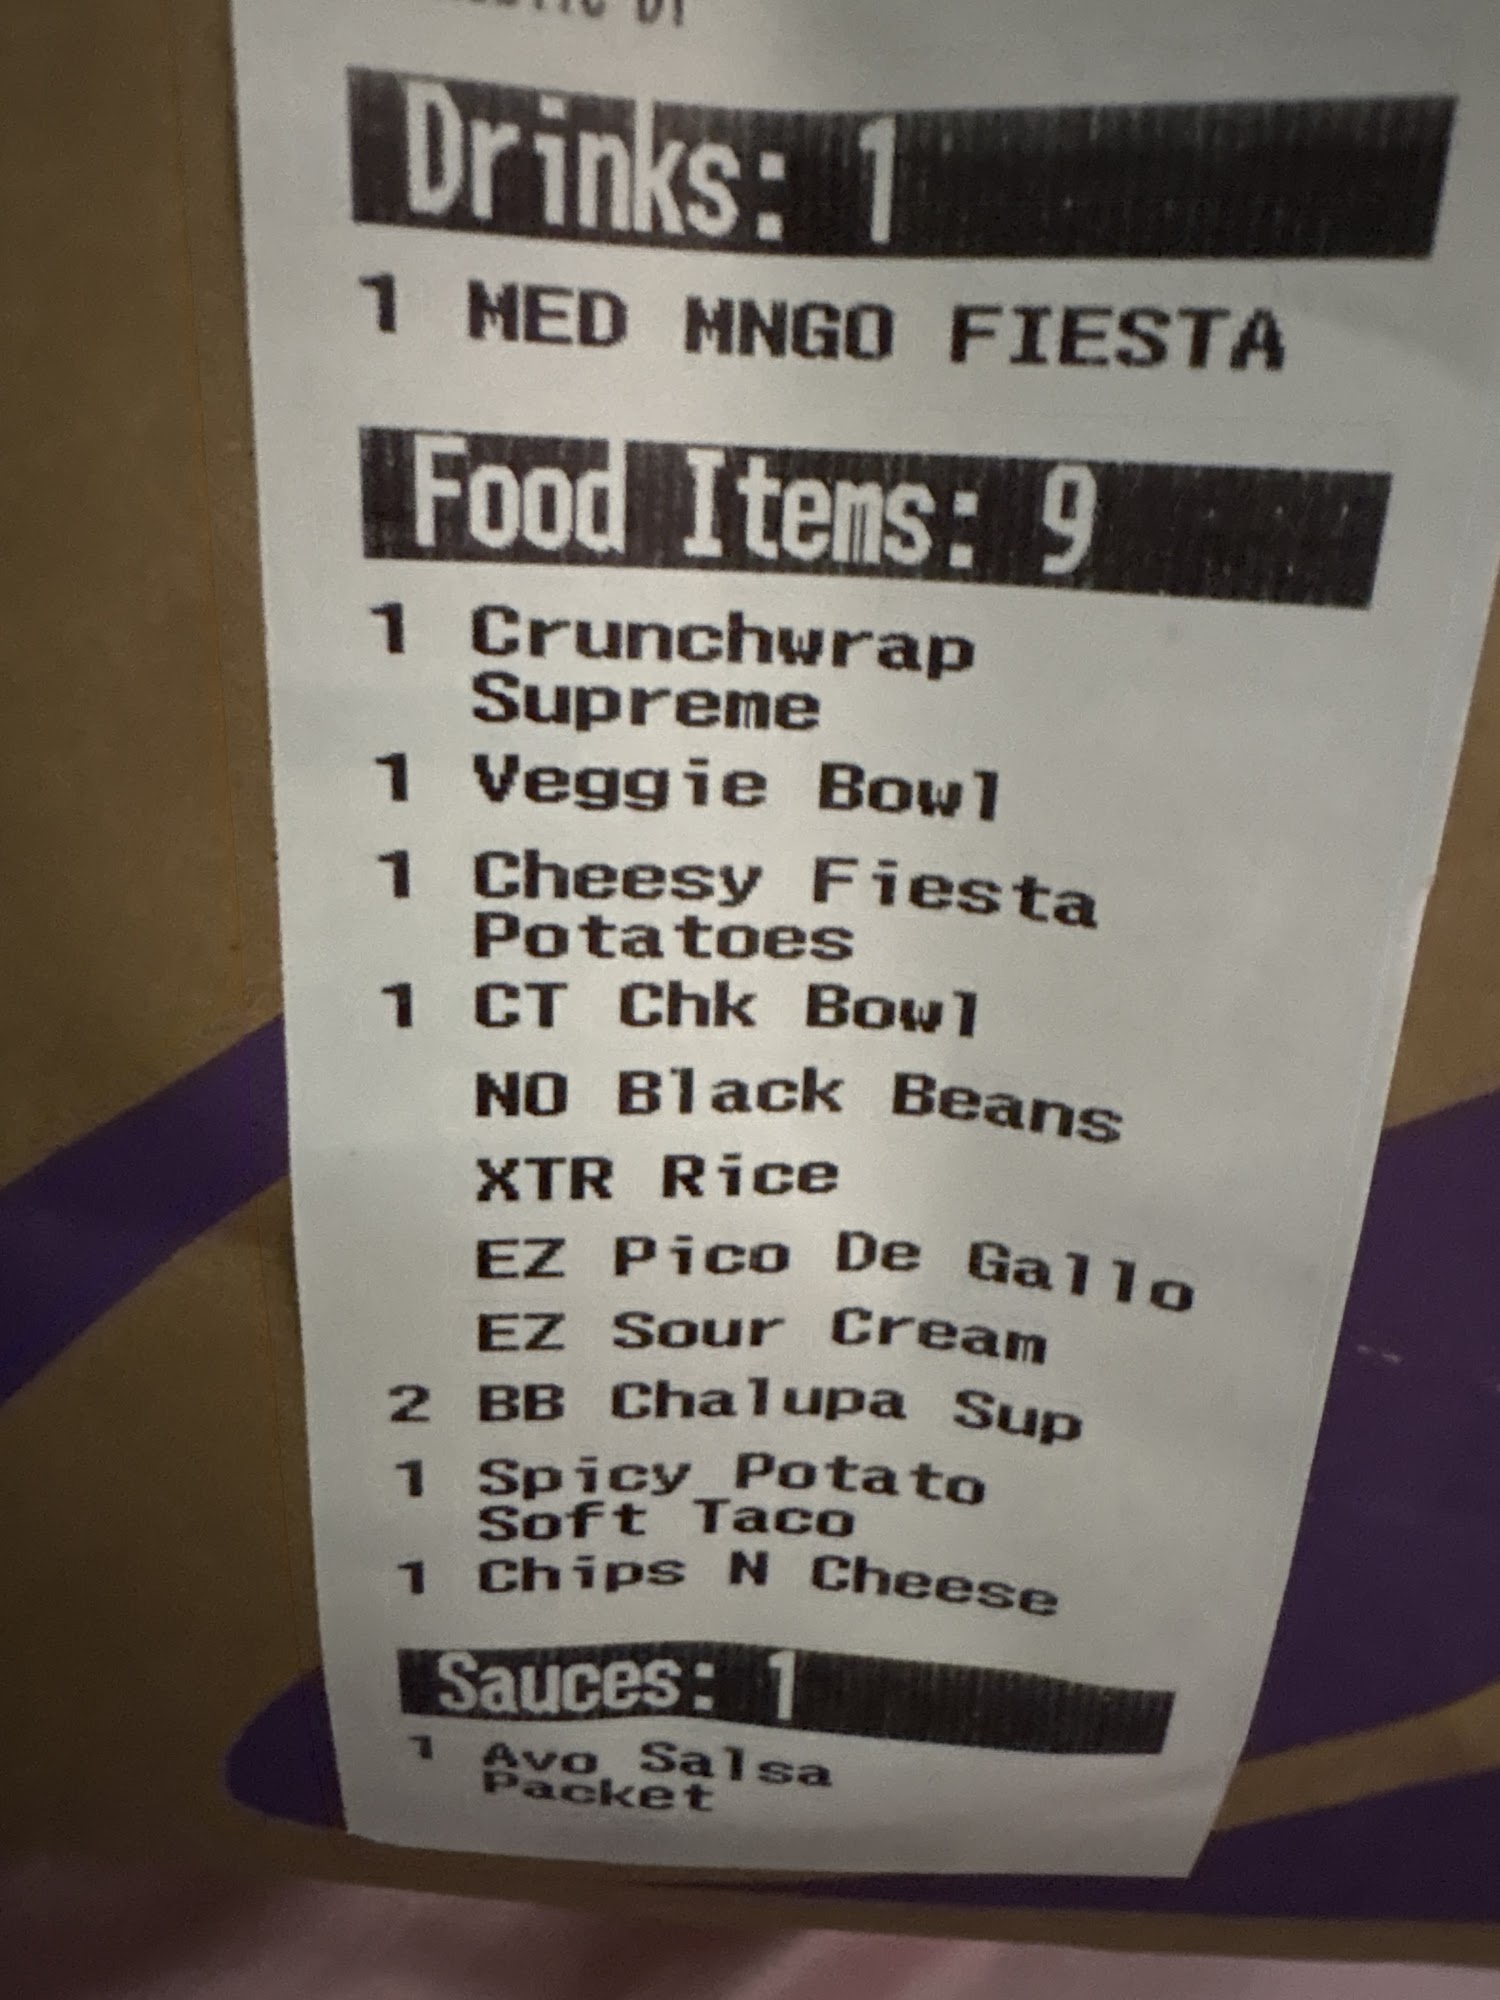 Drinks: 1
1 MED MNGO FIESTA
Food Items: 9
1 Crunchwrap
Supreme
1 Veggie Bowl
1 Cheesy Fiesta
Potatoes
1 CT Chk Bowl
NO Black Beans
XTR Rice
EZ Pico De Gallo
EZ Sour Cream
2 BB Chalupa Sup
1 Spicy Potato
Soft Taco
1 Chips N Cheese
Sauces: 1
1 Avo Salsa
Packet